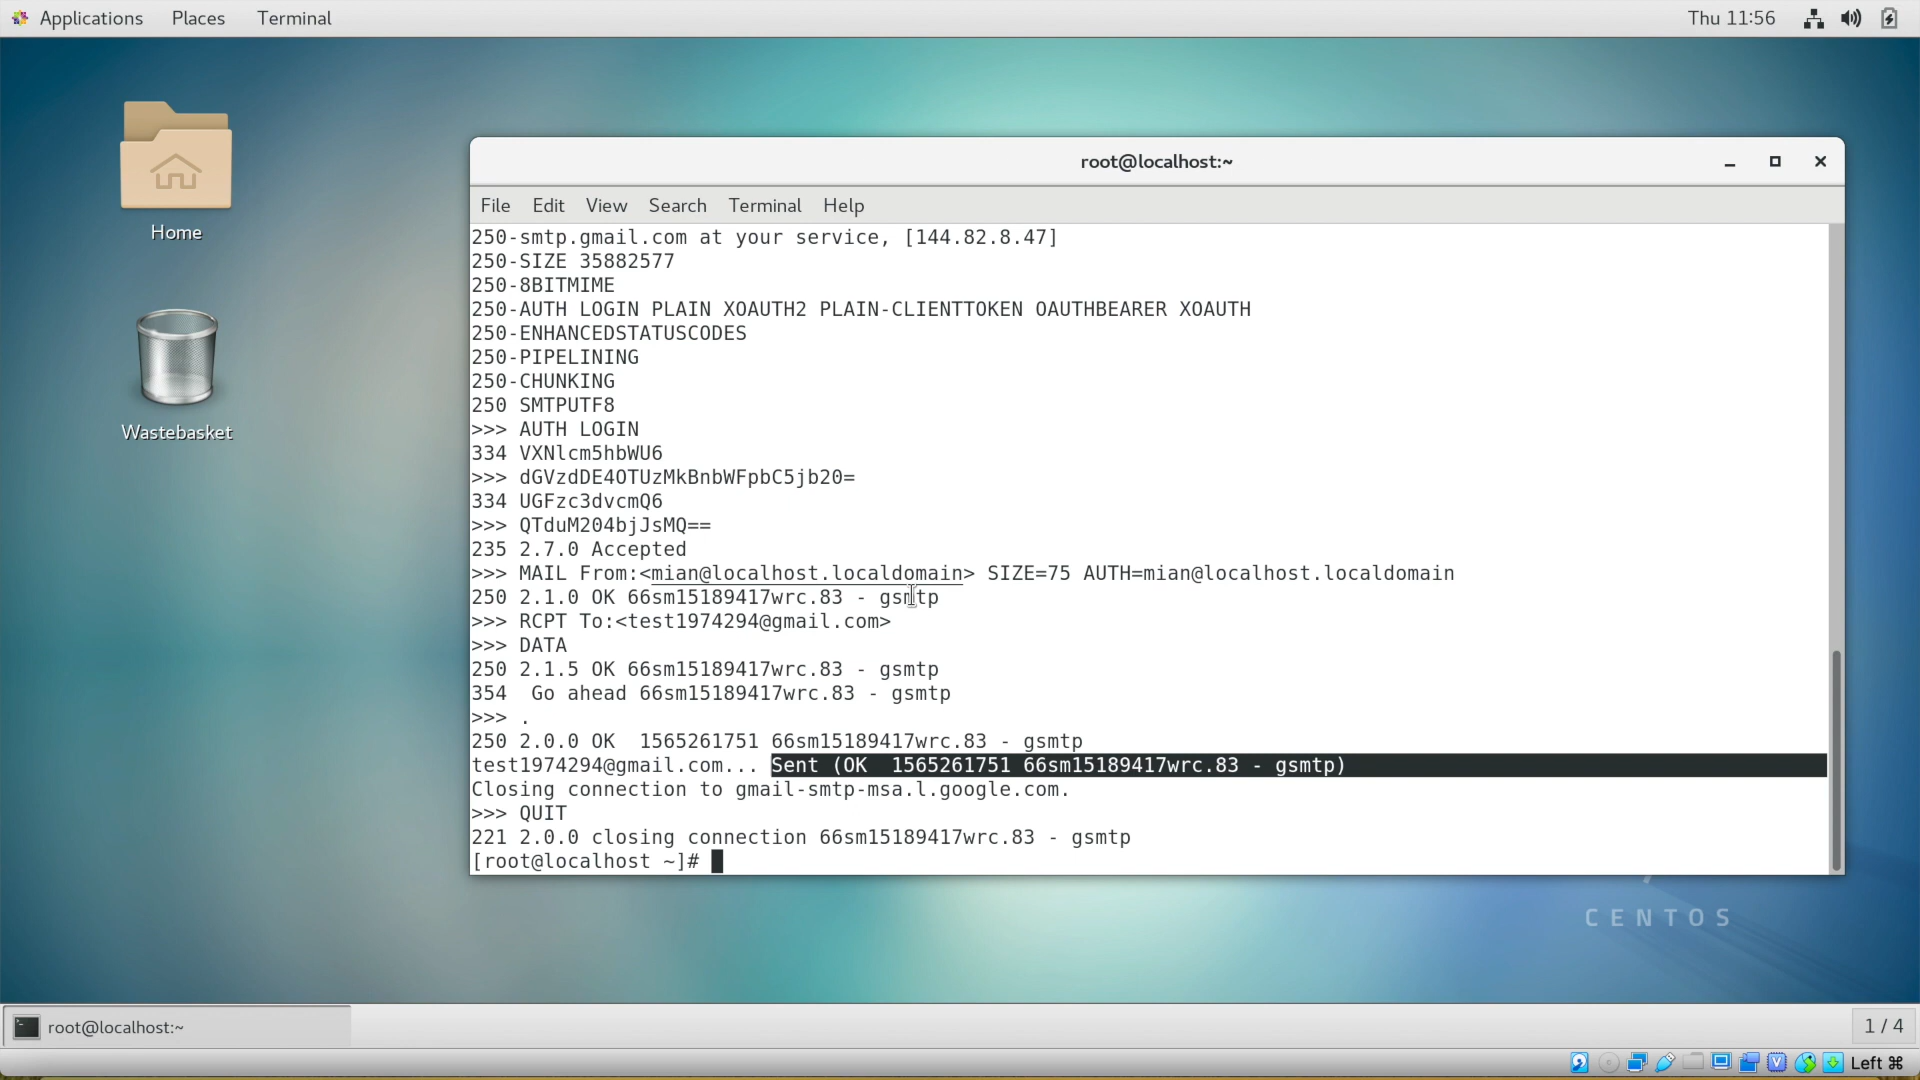 Applications Places Terminal Thu 11:56
Home
Wastebasket
root@localhost:~
File Edit View Search Terminal Help
250-smtp.gmail.com at your service, [144.82.8.47]
250-SIZE 35882577
250-8BITMIME
250-AUTH LOGIN PLAIN XOAUTH2 PLAIN-CLIENTTOKEN OAUTHBEARER XOAUTH
250-ENHANCEDSTATUSCODES
250-PIPELINING
250-CHUNKING
250 SMTPUTF8
>>> AUTH LOGIN
334 VXNlcm5hbWU6
>>> dGVzdDE4OTUzMkBnbWFpbC5jb20=
334 UGFzc3dvcmQ6
>>> QTduM204bjJsMQ==
235 2.7.0 Accepted
>>> MAIL From:<mian@localhost.localdomain> SIZE=75 AUTH=mian@localhost.localdomain
250 2.1.0 OK 66sm15189417wrc.83 - gsmtp
>>> RCPT To:<test1974294@gmail.com>
>>> DATA
250 2.1.5 OK 66sm15189417wrc.83 - gsmtp
354  Go ahead 66sm15189417wrc.83 - gsmtp
>>> .
250 2.0.0 OK  1565261751 66sm15189417wrc.83 - gsmtp
test1974294@gmail.com... Sent (OK  1565261751 66sm15189417wrc.83 - gsmtp)
Closing connection to gmail-smtp-msa.l.google.com.
>>> QUIT
221 2.0.0 closing connection 66sm15189417wrc.83 - gsmtp
[root@localhost ~]#
CENTOS
root@localhost:~ 1 / 4
Left ⌘